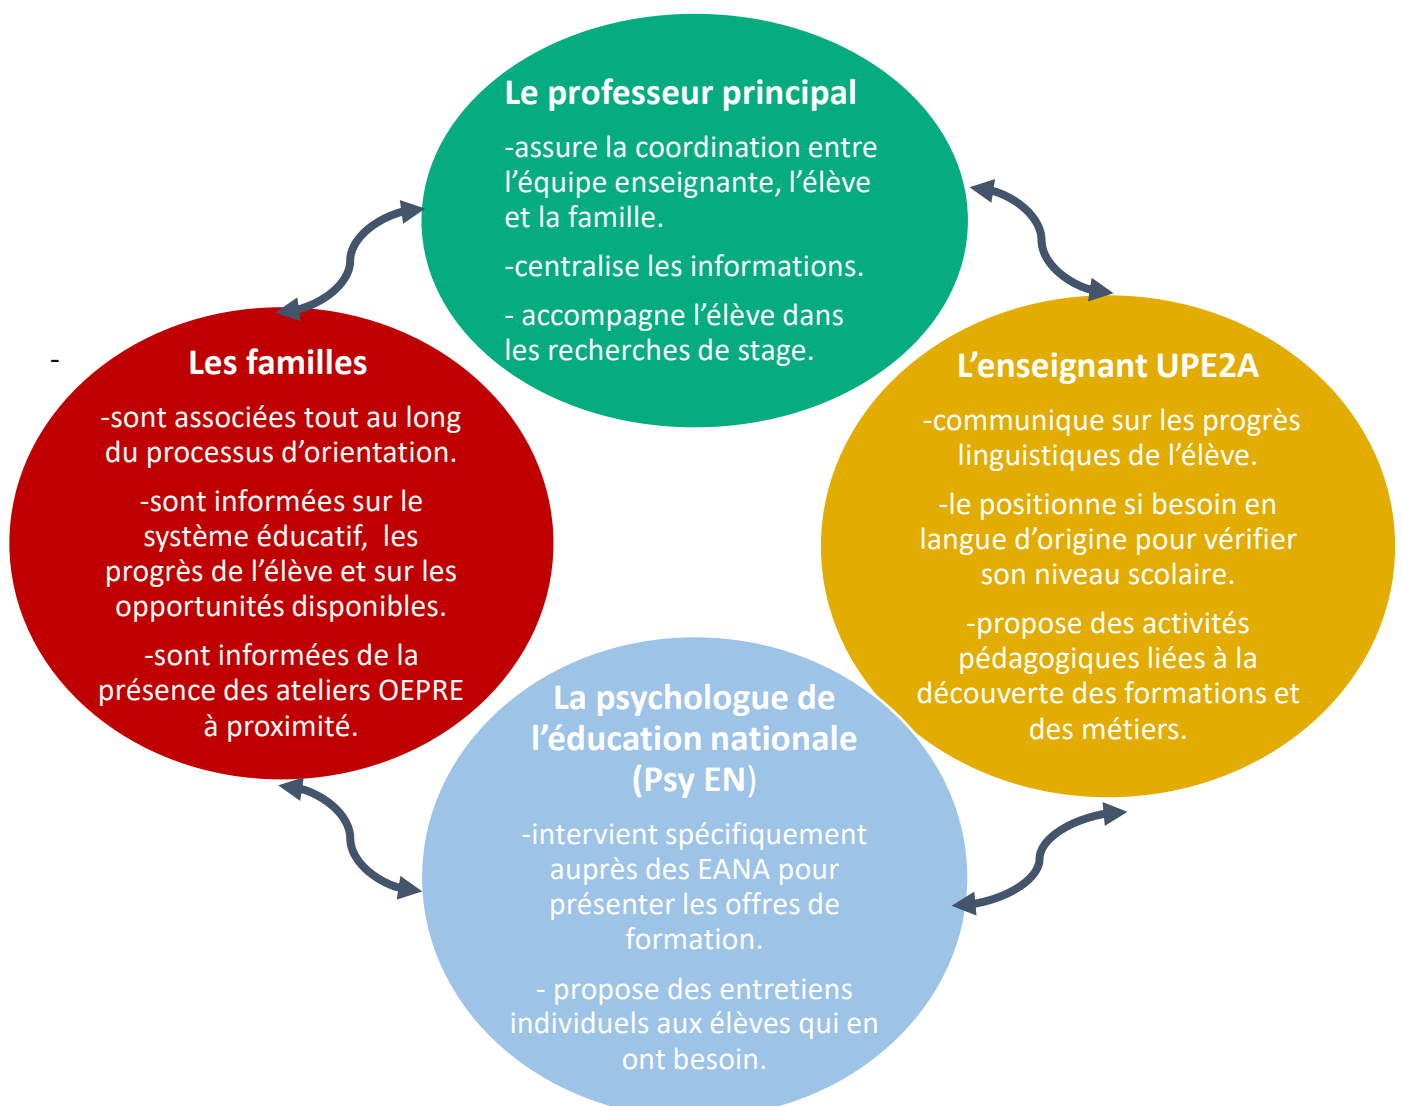 Le professeur principal
-assure la coordination entre
l’équipe enseignante, l’élève
et la famille.
-centralise les informations.
- accompagne l’élève dans
les recherches de stage.
-
Les familles
-sont associées tout au long
du processus d’orientation.
-sont informées sur le
système éducatif,  les
progrès de l’élève et sur les
opportunités disponibles.
-sont informées de la
présence des ateliers OEPRE
à proximité.
L’enseignant UPE2A
-communique sur les progrès
linguistiques de l’élève.
-le positionne si besoin en
langue d’origine pour vérifier
son niveau scolaire.
-propose des activités
pédagogiques liées à la
découverte des formations et
des métiers.
La psychologue de
l’éducation nationale
(Psy EN)
-intervient spécifiquement
auprès des EANA pour
présenter les offres de
formation.
- propose des entretiens
individuels aux élèves qui en
ont besoin.